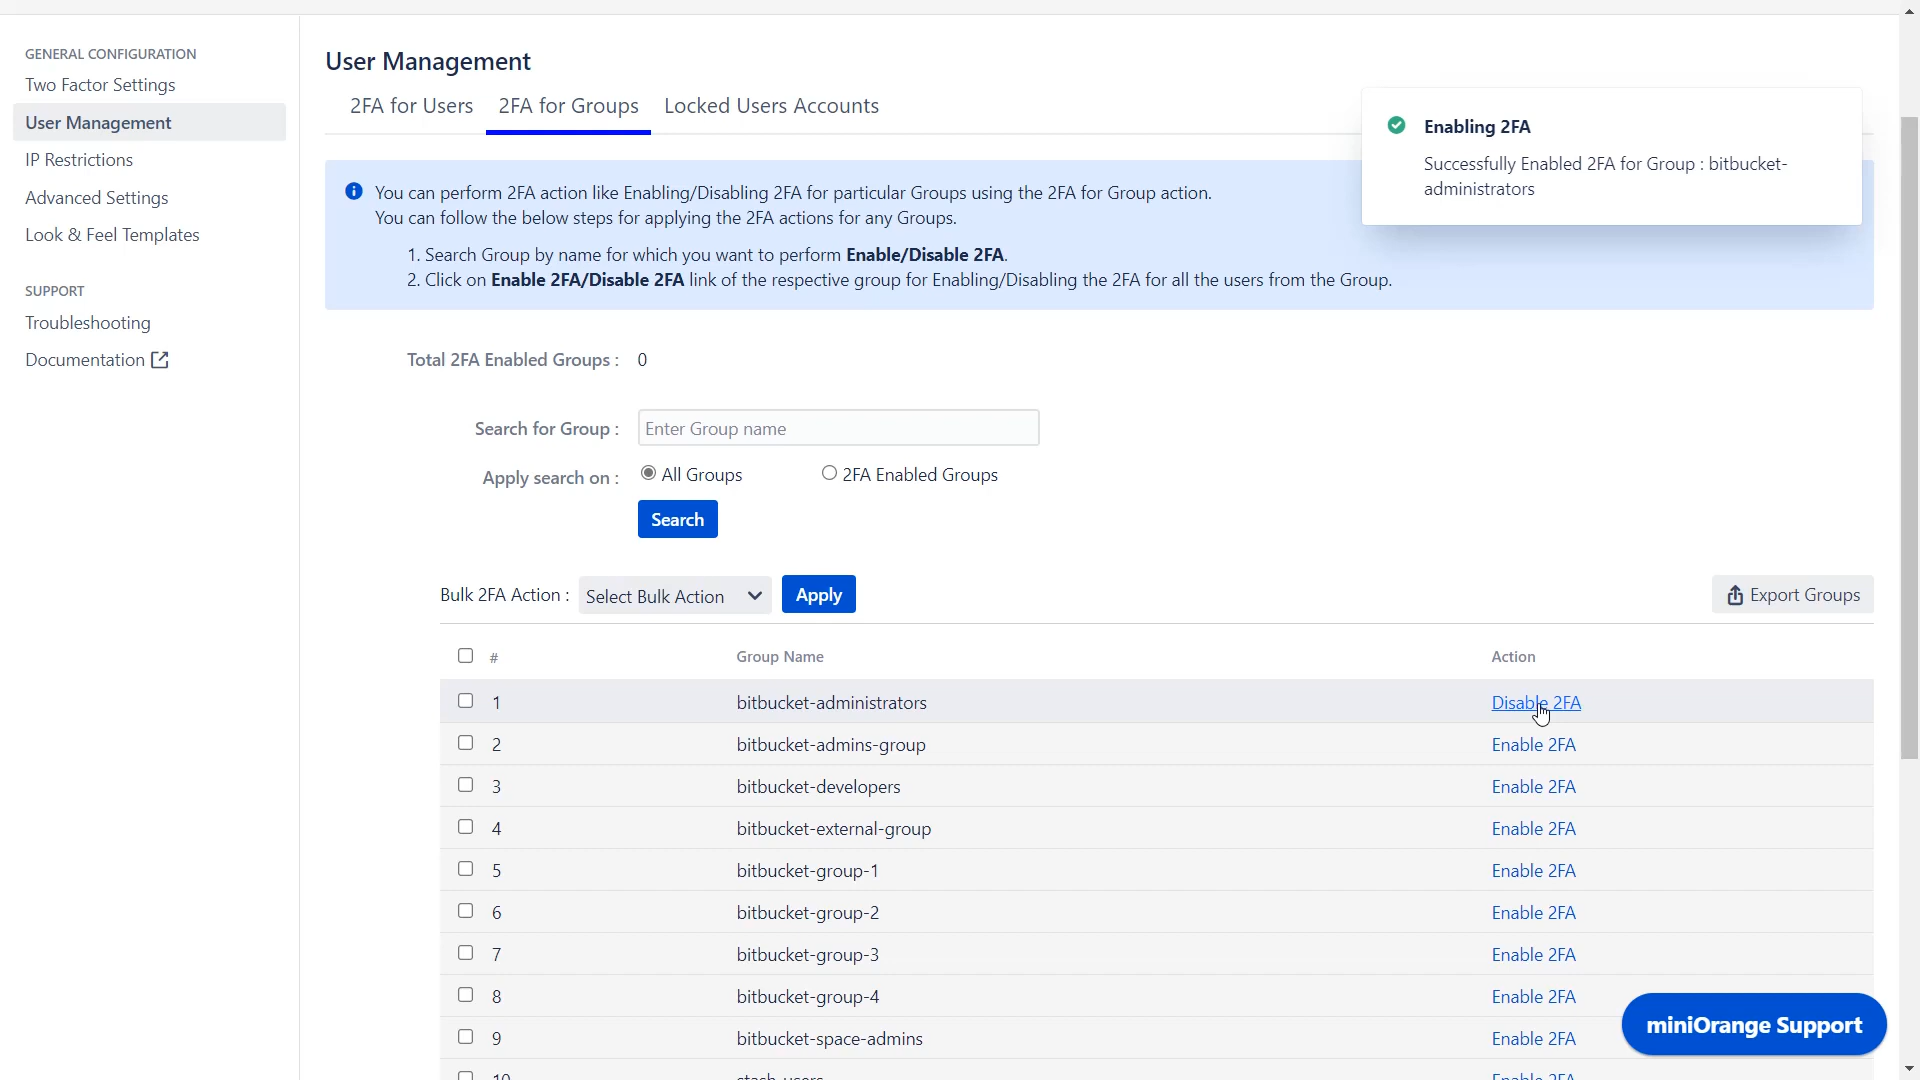 GENERAL CONFIGURATION
Two Factor Settings
User Management
IP Restrictions
Advanced Settings
Look & Feel Templates
SUPPORT
Troubleshooting
Documentation
User Management
2FA for Users 2FA for Groups Locked Users Accounts
Enabling 2FA
Successfully Enabled 2FA for Group : bitbucket-
administrators
You can perform 2FA action like Enabling/Disabling 2FA for particular Groups using the 2FA for Group action.
You can follow the below steps for applying the 2FA actions for any Groups.
1. Search Group by name for which you want to perform Enable/Disable 2FA.
2. Click on Enable 2FA/Disable 2FA link of the respective group for Enabling/Disabling the 2FA for all the users from the Group.
Total 2FA Enabled Groups : 0
Search for Group : Enter Group name
Apply search on : All Groups 2FA Enabled Groups
Search
Bulk 2FA Action : Select Bulk Action Apply Export Groups
# Group Name Action
1 bitbucket-administrators Disable 2FA
2 bitbucket-admins-group Enable 2FA
3 bitbucket-developers Enable 2FA
4 bitbucket-external-group Enable 2FA
5 bitbucket-group-1 Enable 2FA
6 bitbucket-group-2 Enable 2FA
7 bitbucket-group-3 Enable 2FA
8 bitbucket-group-4 Enable 2FA
9 bitbucket-space-admins Enable 2FA
10 stash-users Enable 2FA
miniOrange Support